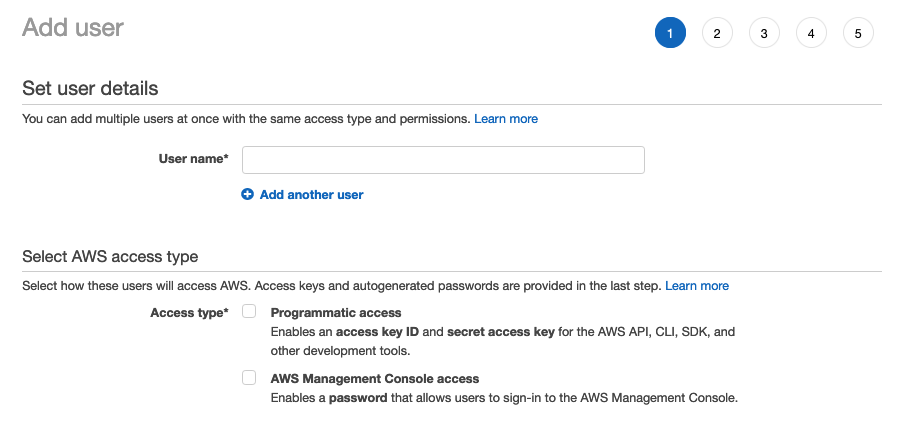 Add user
1 2 3 4 5
Set user details
You can add multiple users at once with the same access type and permissions. Learn more
User name*
Add another user
Select AWS access type
Select how these users will access AWS. Access keys and autogenerated passwords are provided in the last step. Learn more
Access type*
Programmatic access
Enables an access key ID and secret access key for the AWS API, CLI, SDK, and
other development tools.
AWS Management Console access
Enables a password that allows users to sign-in to the AWS Management Console.